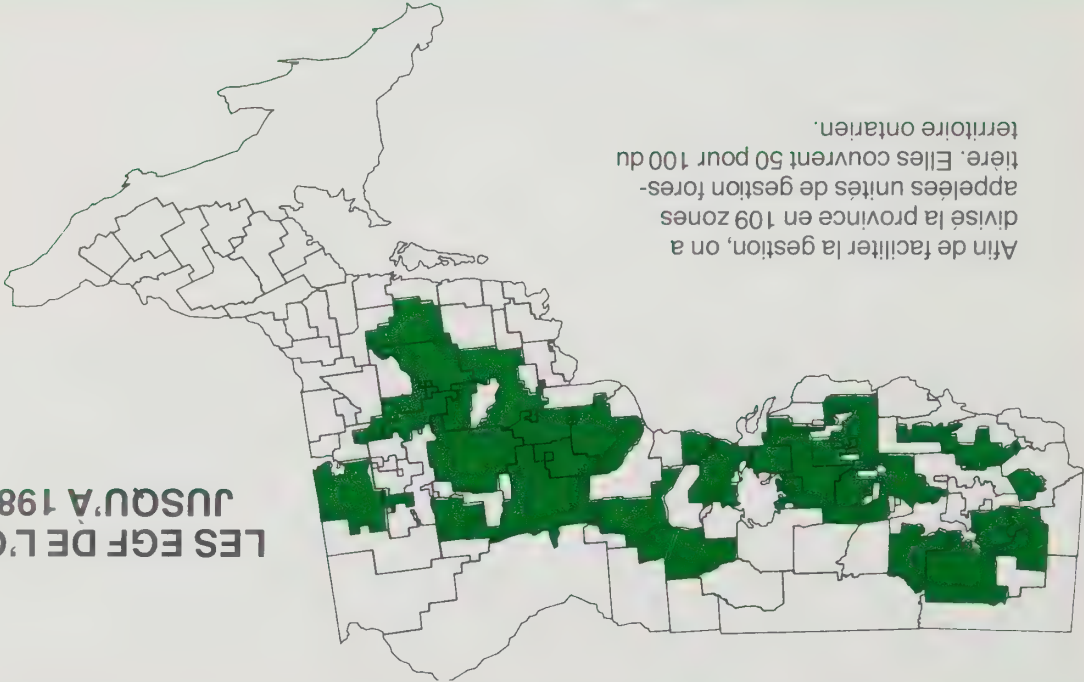 LES EGF DE L'O
JUSQU'À 198
Afin de faciliter la gestion, on a
divisé la province en 109 zones
appelées unités de gestion fores-
tière. Elles couvrent 50 pour 100 du
territoire ontarien.